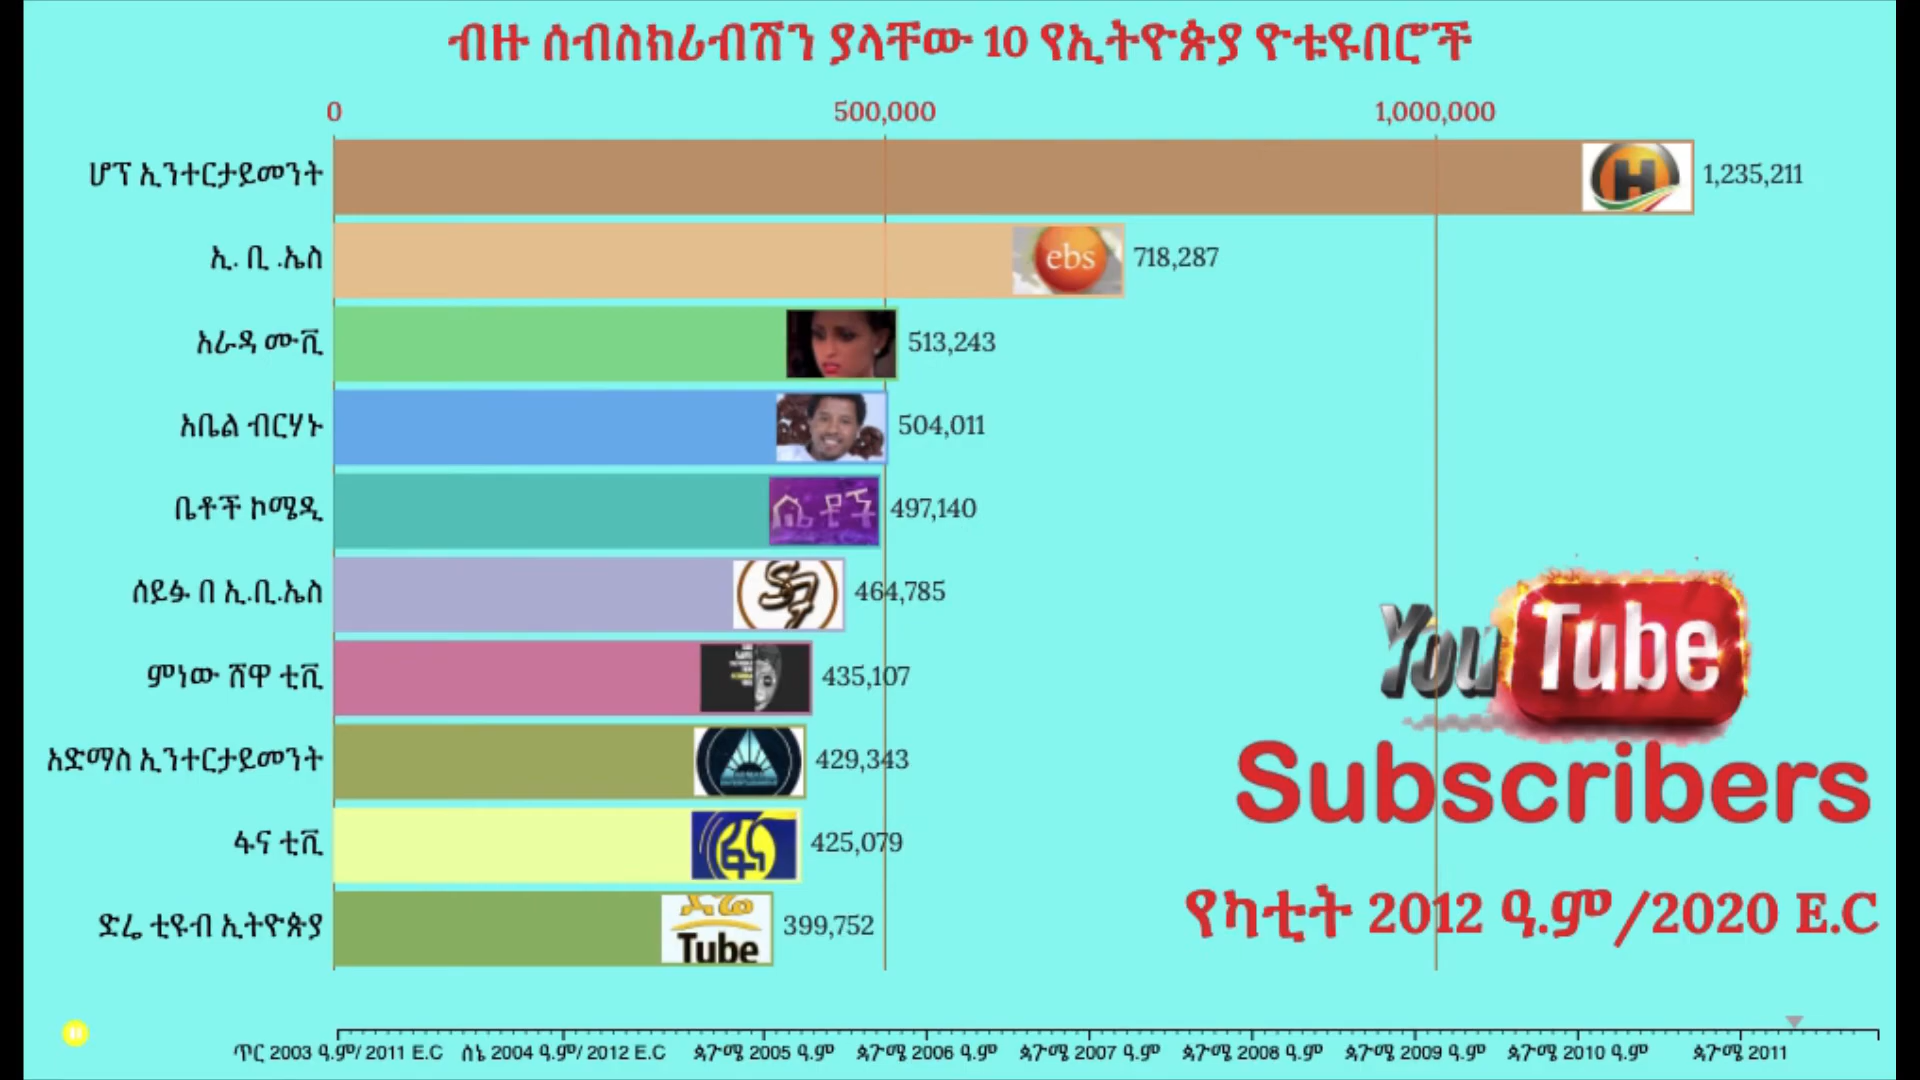 ብዙ ሰብስክሪብሽን ያላቸው 10 የኢትዮጵያ ዮቱዩበሮች
0 500,000 1,000,000
ሆፕ ኢንተርታይመንት H 1,235,211
ኢ. ቢ .ኤስ ebs 718,287
አራዳ ሙቪ 513,243
አቤል ብርሃኑ 504,011
ቤቶች ኮሜዲ ቤቶች 497,140
ሰይፉ በ ኢ.ቢ.ኤስ 464,785
ምነው ሸዋ ቲቪ 435,107
አድማስ ኢንተርታይመንት 429,343
ፋና ቲቪ ፋና 425,079
ድሬ ቲዩብ ኢትዮጵያ ድሬ Tube 399,752
YouTube
Subscribers
የካቲት 2012 ዓ.ም/2020 E.C
ጥር 2003 ዓ.ም/ 2011 E.C ሰኔ 2004 ዓ.ም/ 2012 E.C ጳጉሜ 2005 ዓ.ም ጳጉሜ 2006 ዓ.ም ጳጉሜ 2007 ዓ.ም ጳጉሜ 2008 ዓ.ም ጳጉሜ 2009 ዓ.ም ጳጉሜ 2010 ዓ.ም ጳጉሜ 2011